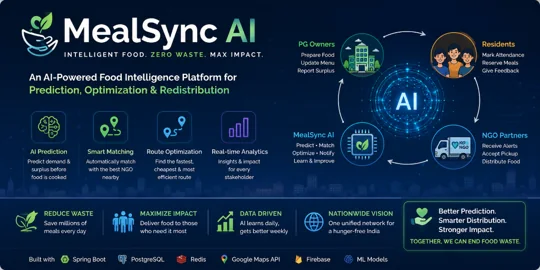 MealSync AI
INTELLIGENT FOOD. ZERO WASTE. MAX IMPACT.
An AI-Powered Food Intelligence Platform for
Prediction, Optimization & Redistribution
AI Prediction
Predict demand &
surplus before
food is cooked
Smart Matching
Automatically match
with the best NGO
nearby
Route Optimization
Find the fastest,
cheapest & most
efficient route
Real-time Analytics
Insights & impact
for every
stakeholder
PG Owners
Prepare Food
Update Menu
Report Surplus
Residents
Mark Attendance
Reserve Meals
Give Feedback
AI
MealSync AI
Predict • Match
Optimize • Notify
Learn & Improve
NGO
NGO Partners
Receive Alerts
Accept Pickup
Distribute Food
REDUCE WASTE
Save millions of
meals every day
MAXIMIZE IMPACT
Deliver food to those
who need it most
DATA DRIVEN
AI learns daily,
gets better weekly
NATIONWIDE VISION
One unified network for
a hunger-free India
Better Prediction.
Smarter Distribution.
Stronger Impact.
TOGETHER, WE CAN END FOOD WASTE.
Built with Spring Boot PostgreSQL Redis Google Maps API Firebase ML Models